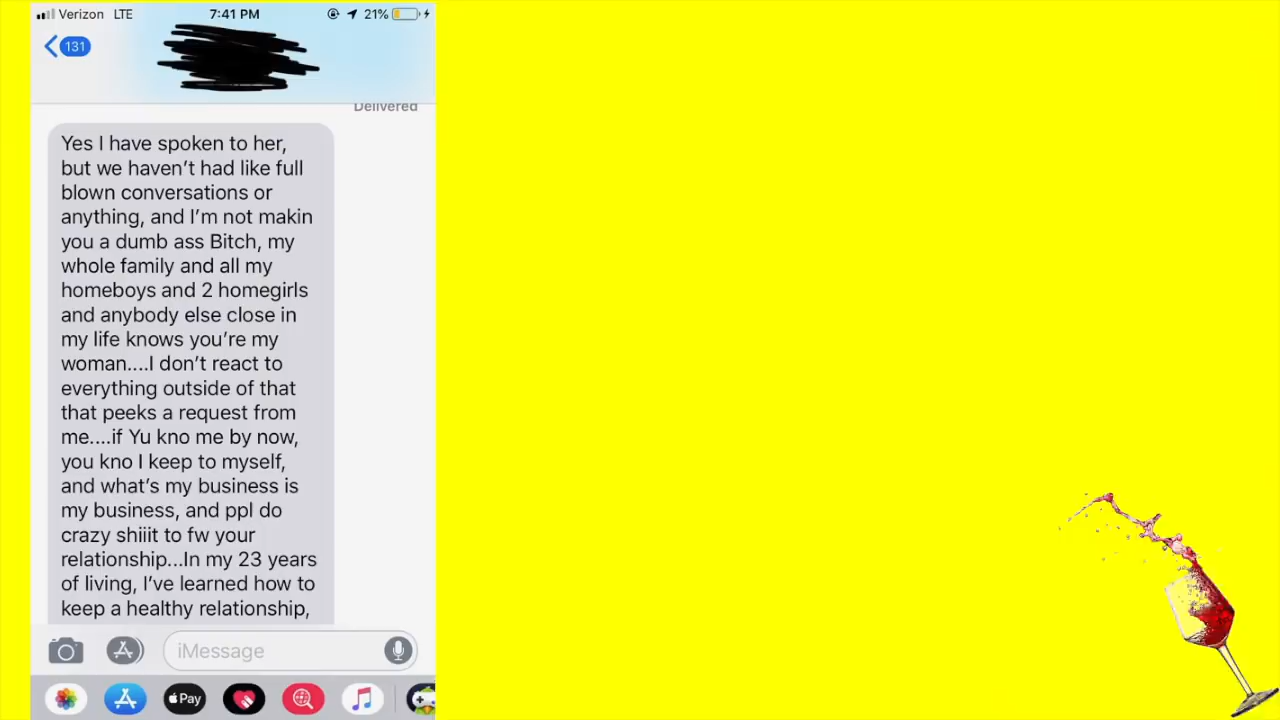 Verizon LTE 7:41 PM 21%
131
Delivered
Yes I have spoken to her,
but we haven’t had like full
blown conversations or
anything, and I’m not makin
you a dumb ass Bitch, my
whole family and all my
homeboys and 2 homegirls
and anybody else close in
my life knows you’re my
woman....I don’t react to
everything outside of that
that peeks a request from
me....if Yu kno me by now,
you kno I keep to myself,
and what’s my business is
my business, and ppl do
crazy shiiit to fw your
relationship...In my 23 years
of living, I’ve learned how to
keep a healthy relationship,
iMessage
Pay